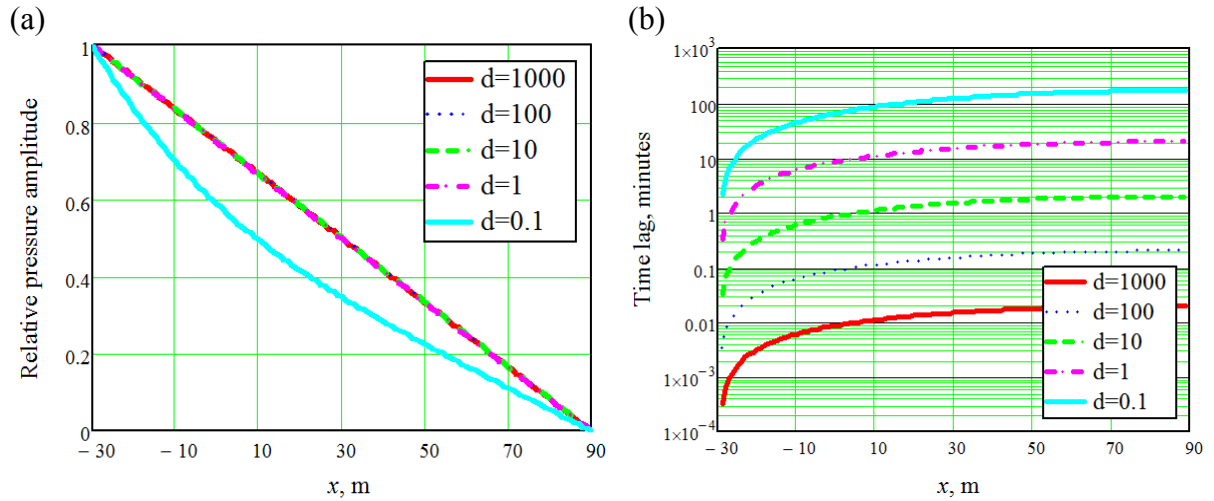 (a)
Relative pressure amplitude
1
0.8
0.6
0.4
0.2
0
− 30
− 10
10
30
50
70
90
x, m
d=1000
d=100
d=10
d=1
d=0.1
(b)
Time lag, minutes
1×10³
100
10
1
0.1
0.01
1×10⁻³
1×10⁻⁴
− 30
− 10
10
30
50
70
90
x, m
d=1000
d=100
d=10
d=1
d=0.1